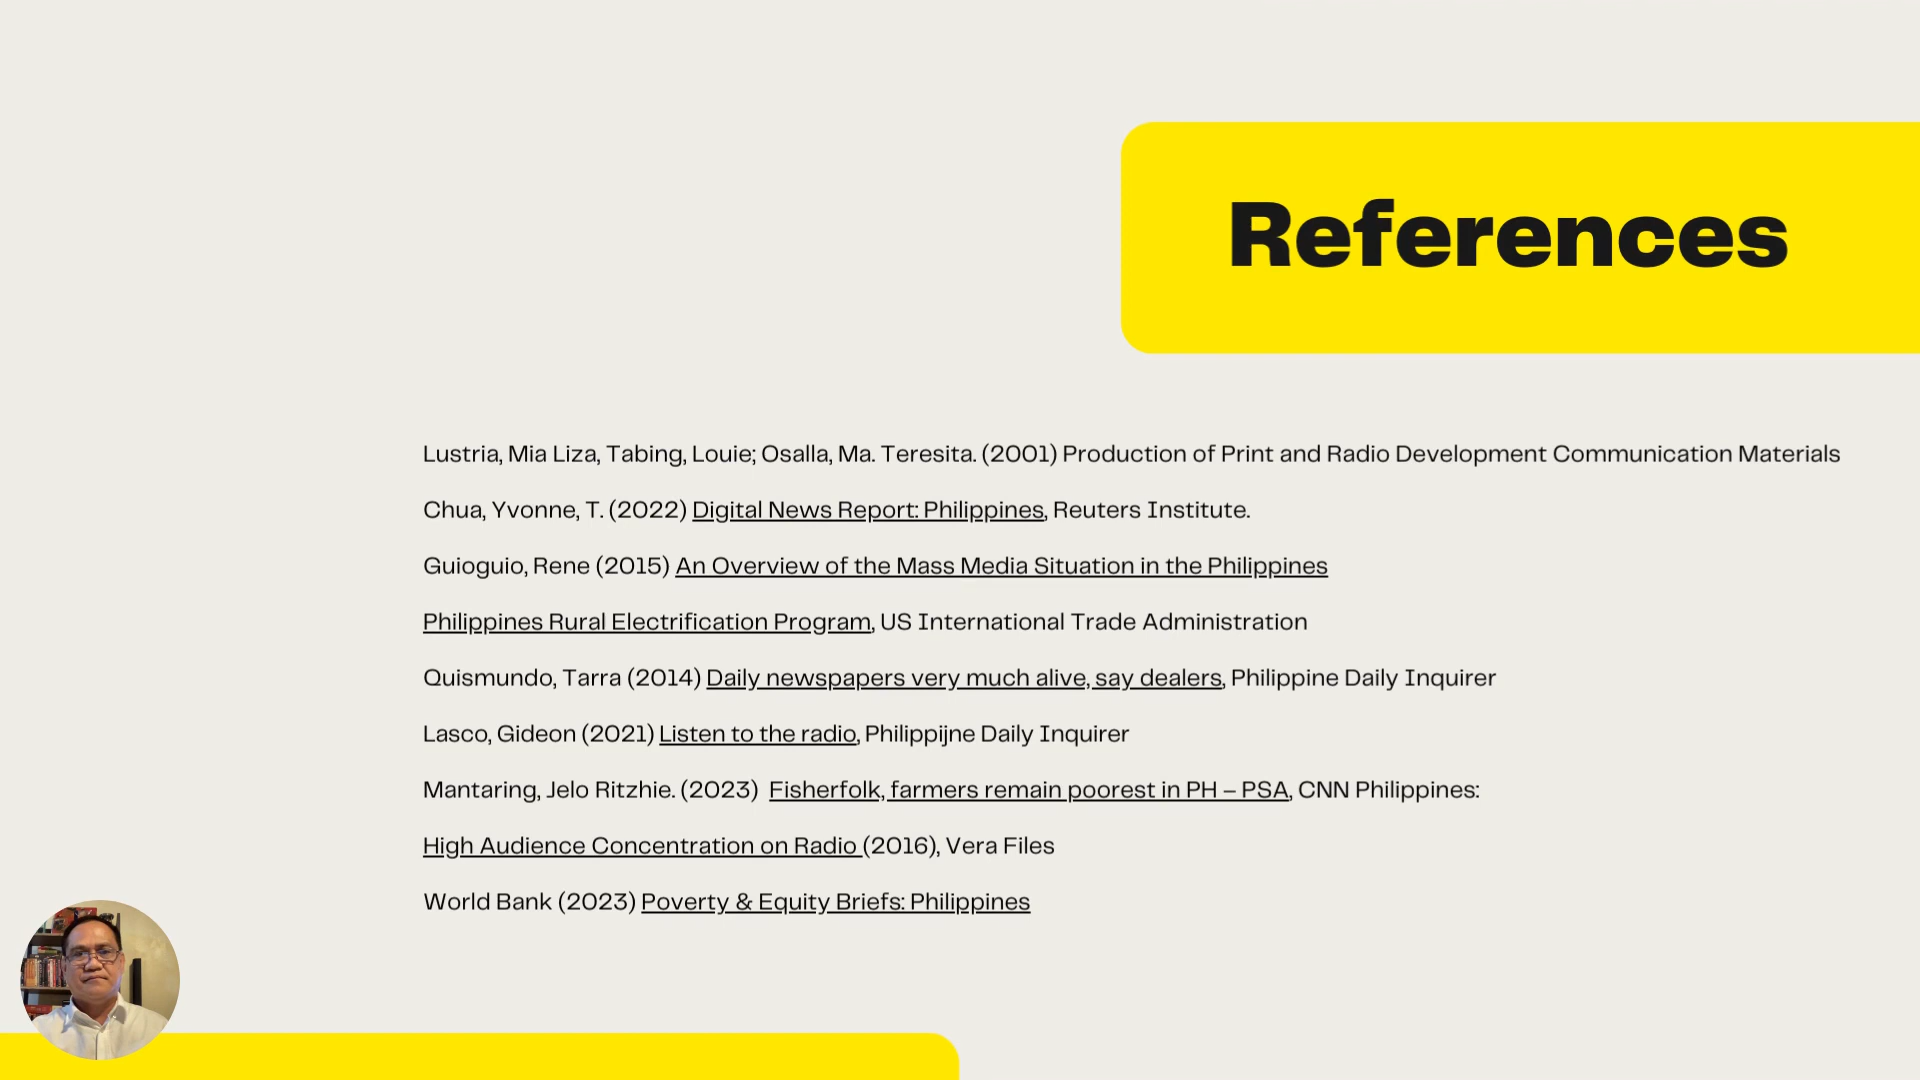 References
Lustria, Mia Liza, Tabing, Louie; Osalla, Ma. Teresita. (2001) Production of Print and Radio Development Communication Materials
Chua, Yvonne, T. (2022) Digital News Report: Philippines, Reuters Institute.
Guioguio, Rene (2015) An Overview of the Mass Media Situation in the Philippines
Philippines Rural Electrification Program, US International Trade Administration
Quismundo, Tarra (2014) Daily newspapers very much alive, say dealers, Philippine Daily Inquirer
Lasco, Gideon (2021) Listen to the radio, Philippijne Daily Inquirer
Mantaring, Jelo Ritzhie. (2023)  Fisherfolk, farmers remain poorest in PH – PSA, CNN Philippines:
High Audience Concentration on Radio (2016), Vera Files
World Bank (2023) Poverty & Equity Briefs: Philippines